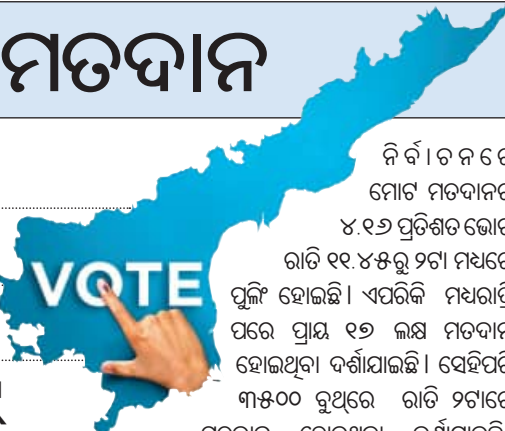 ମତଦାନ
VOTE
ନିର୍ବାଚନରେ
ମୋଟ ମତଦାନର
୪.୧୬ ପ୍ରତିଶତ ଭୋଟ
ରାତି ୧୧.୪୫ରୁ ୨ଟା ମଧ୍ୟରେ
ପୁଲିଂ ହୋଇଛି। ଏପରିକି ମଧ୍ୟରାତ୍ରି
ପରେ ପ୍ରାୟ ୧୭ ଲକ୍ଷ ମତଦାନ
ହୋଇଥିବା ଦର୍ଶାଯାଇଛି। ସେହିପରି
୩୫୦୦ ବୁଥ୍‌ରେ ରାତି ୨ଟାରେ